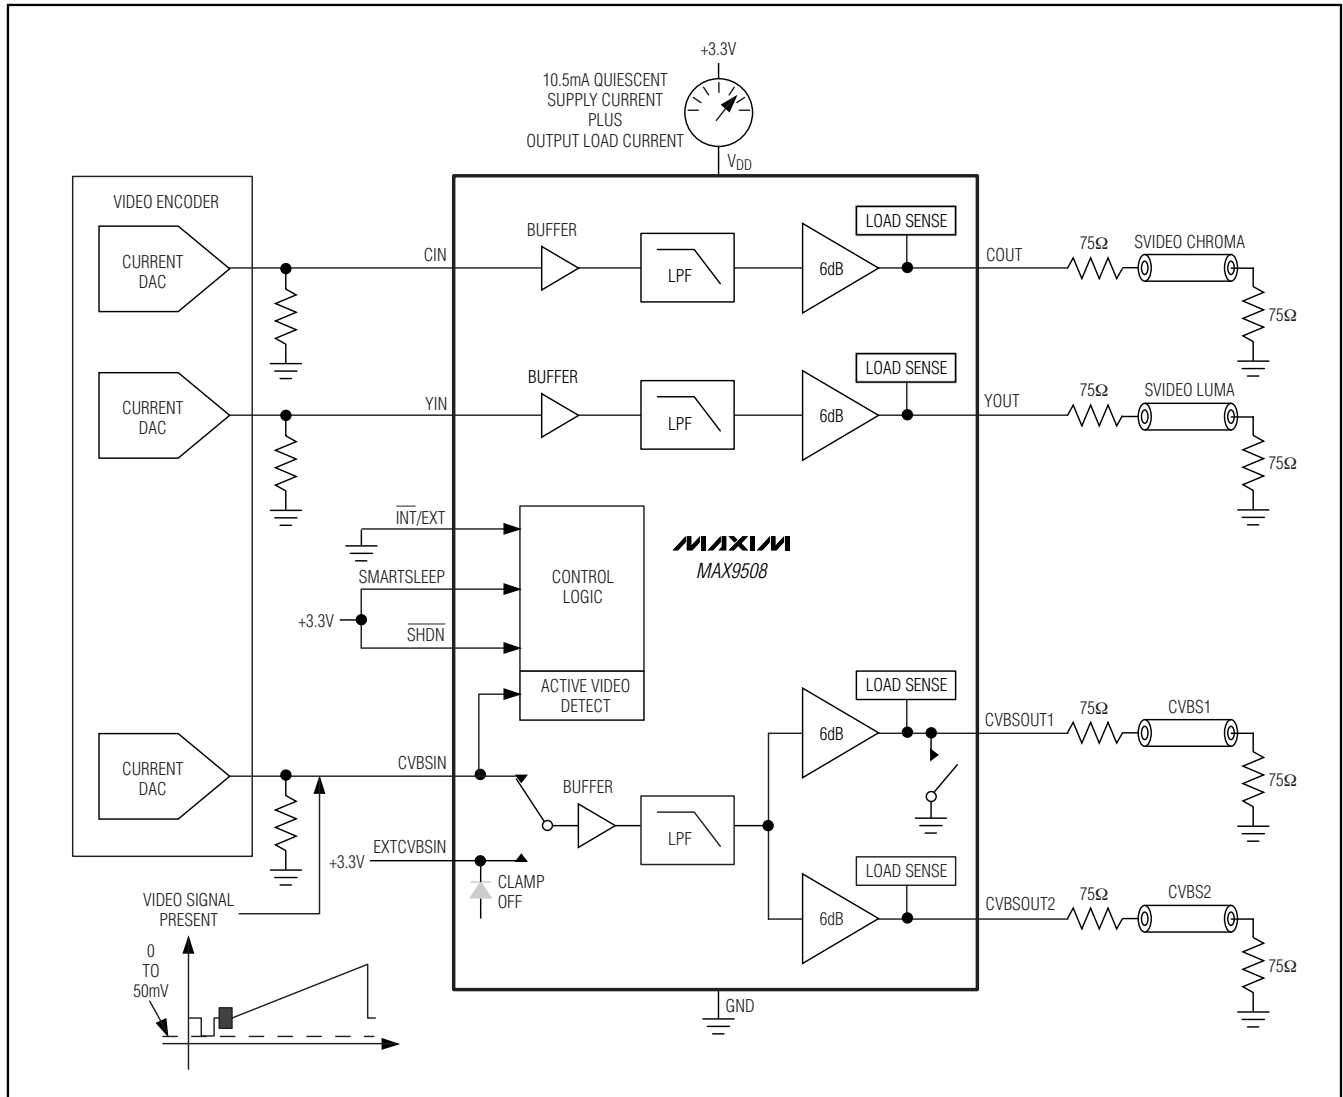 +3.3V
10.5mA QUIESCENT
SUPPLY CURRENT
PLUS
OUTPUT LOAD CURRENT
VDD
VIDEO ENCODER
CURRENT
DAC
CIN
BUFFER
LPF
6dB
LOAD SENSE
COUT
75Ω
SVIDEO CHROMA
75Ω
CURRENT
DAC
YIN
BUFFER
LPF
6dB
LOAD SENSE
YOUT
75Ω
SVIDEO LUMA
75Ω
INT/EXT
SMARTSLEEP
+3.3V
SHDN
CONTROL
LOGIC
ACTIVE VIDEO
DETECT
MAXIM
MAX9508
CURRENT
DAC
CVBSIN
EXTCVBSIN
+3.3V
CLAMP
OFF
BUFFER
LPF
6dB
LOAD SENSE
CVBSOUT1
75Ω
CVBS1
75Ω
6dB
LOAD SENSE
CVBSOUT2
75Ω
CVBS2
75Ω
GND
VIDEO SIGNAL
PRESENT
0
TO
50mV